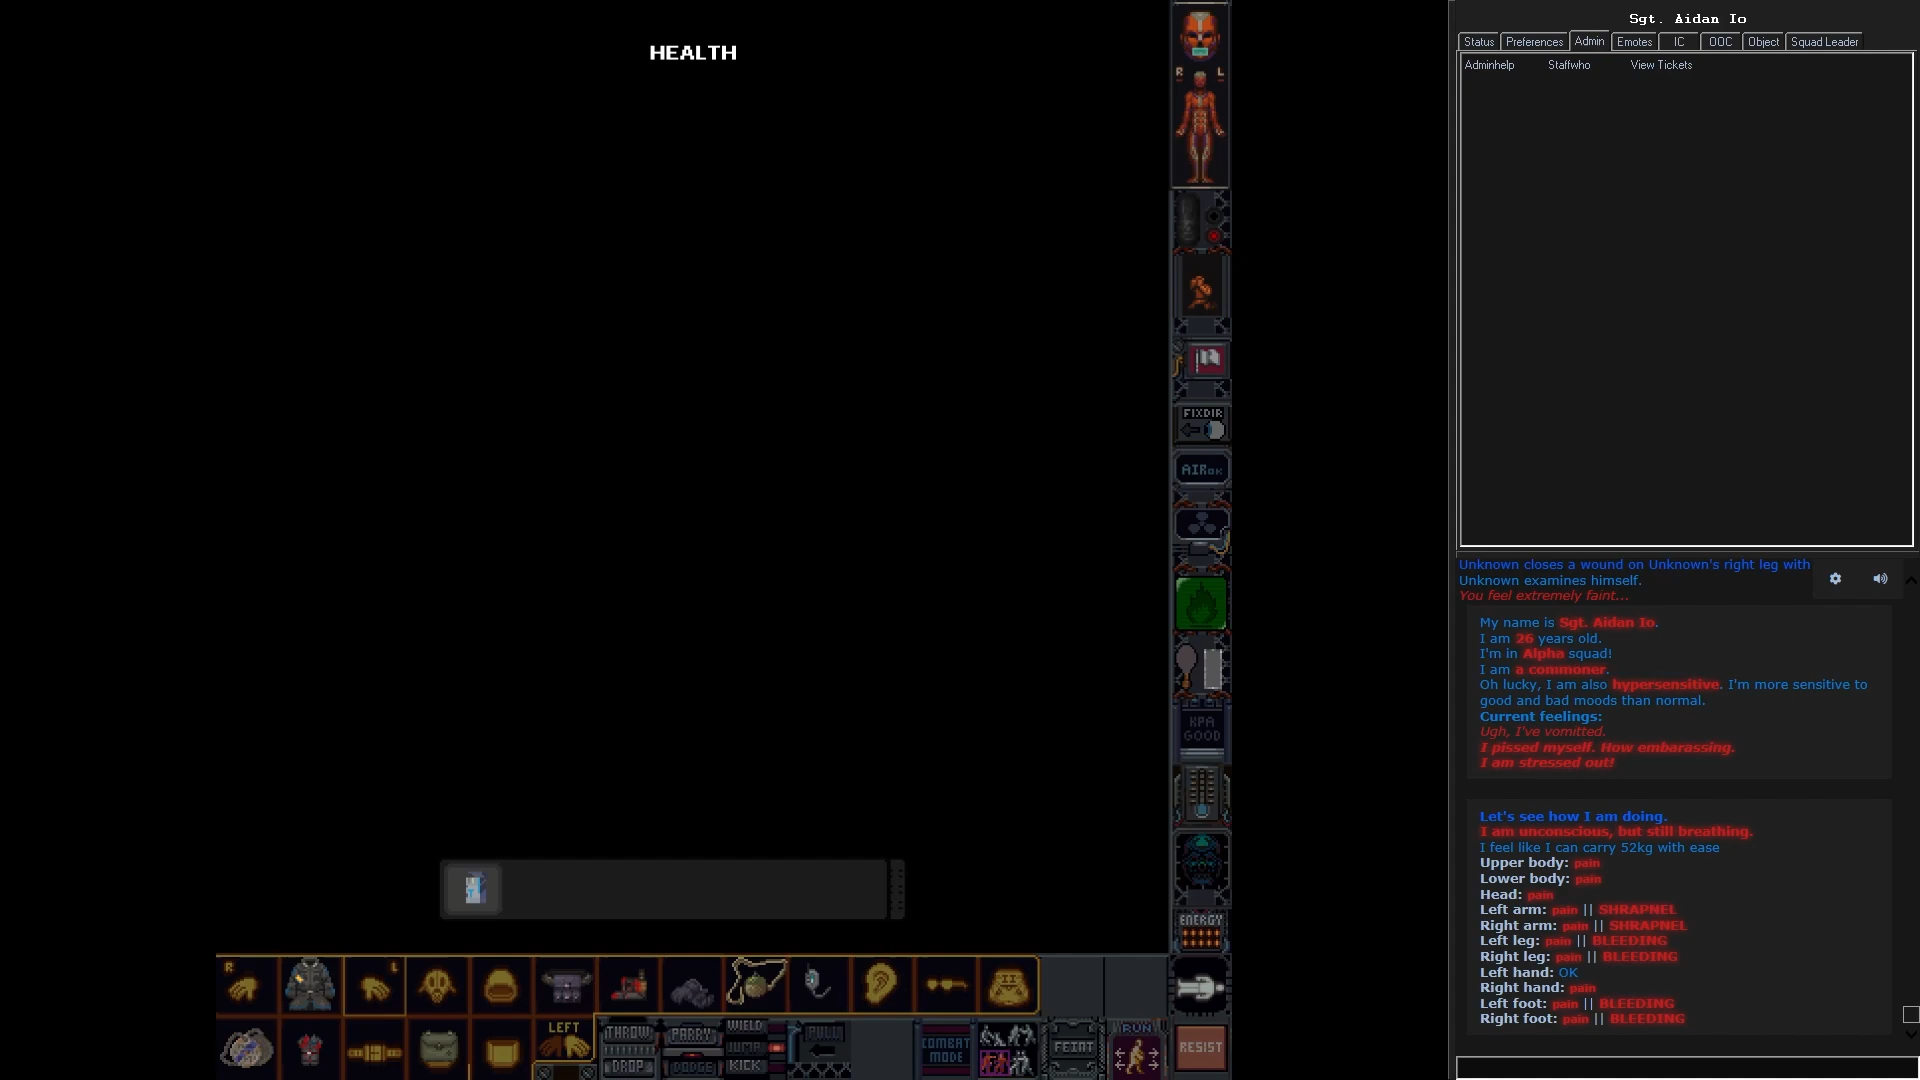 HEALTH
R L
FIXDIR
AIR OK
KPA
GOOD
ENERGY
R L
LEFT
THROW
DROP
PARRY
DODGE
WIELD
JUMP
KICK
PULL
COMBAT
MODE
FEINT
RUN
RESIST
Sgt. Aidan Io
Status Preferences Admin Emotes IC OOC Object Squad Leader
Adminhelp Staffwho View Tickets
Unknown closes a wound on Unknown's right leg with
Unknown examines himself.
You feel extremely faint...
My name is Sgt. Aidan Io.
I am 26 years old.
I'm in Alpha squad!
I am a commoner.
Oh lucky, I am also hypersensitive. I'm more sensitive to
good and bad moods than normal.
Current feelings:
Ugh, I've vomitted.
I pissed myself. How embarassing.
I am stressed out!
Let's see how I am doing.
I am unconscious, but still breathing.
I feel like I can carry 52kg with ease
Upper body: pain
Lower body: pain
Head: pain
Left arm: pain || SHRAPNEL
Right arm: pain || SHRAPNEL
Left leg: pain || BLEEDING
Right leg: pain || BLEEDING
Left hand: OK
Right hand: pain
Left foot: pain || BLEEDING
Right foot: pain || BLEEDING